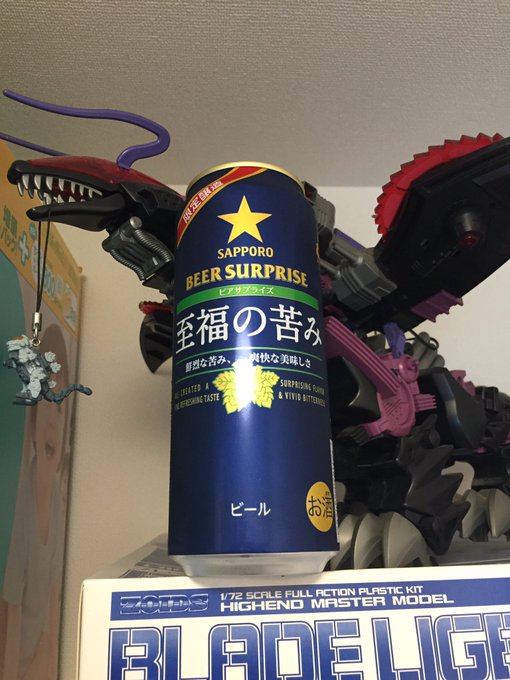 限定醸造
SAPPORO
BEER SURPRISE
ビアサプライズ
至福の苦み
鮮烈な苦み、爽快な美味しさ
SURPRISING FLAVOR
& VIVID BITTERNESS
ビール
お酒
ZOIDS
1/72 SCALE FULL ACTION PLASTIC KIT
HIGHEND MASTER MODEL
BLADE LIGE